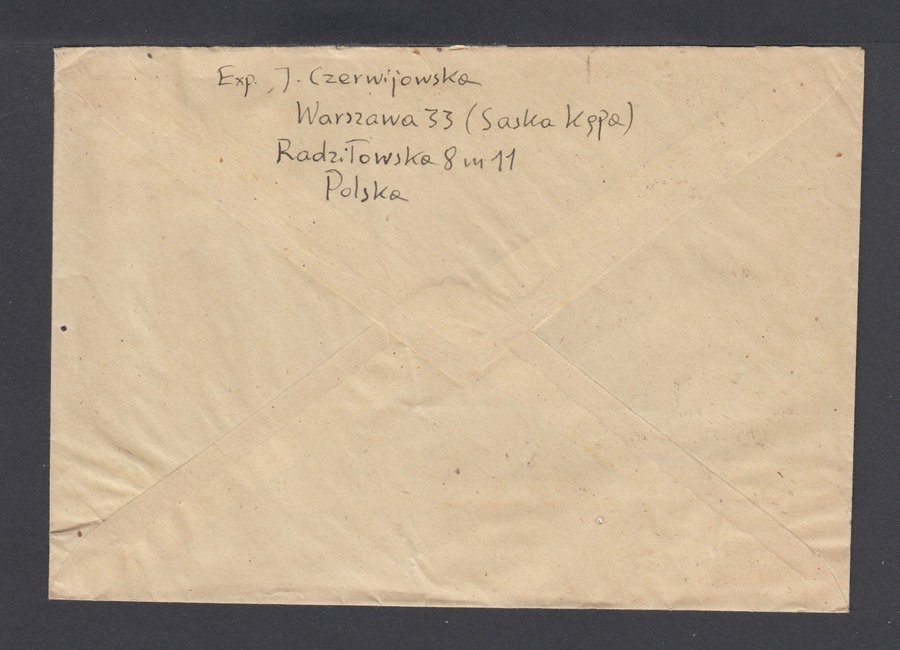 Exp. J. Czerwijowska
Warszawa 33 (Saska Kępa)
Radziłowska 8 m 11
Polska